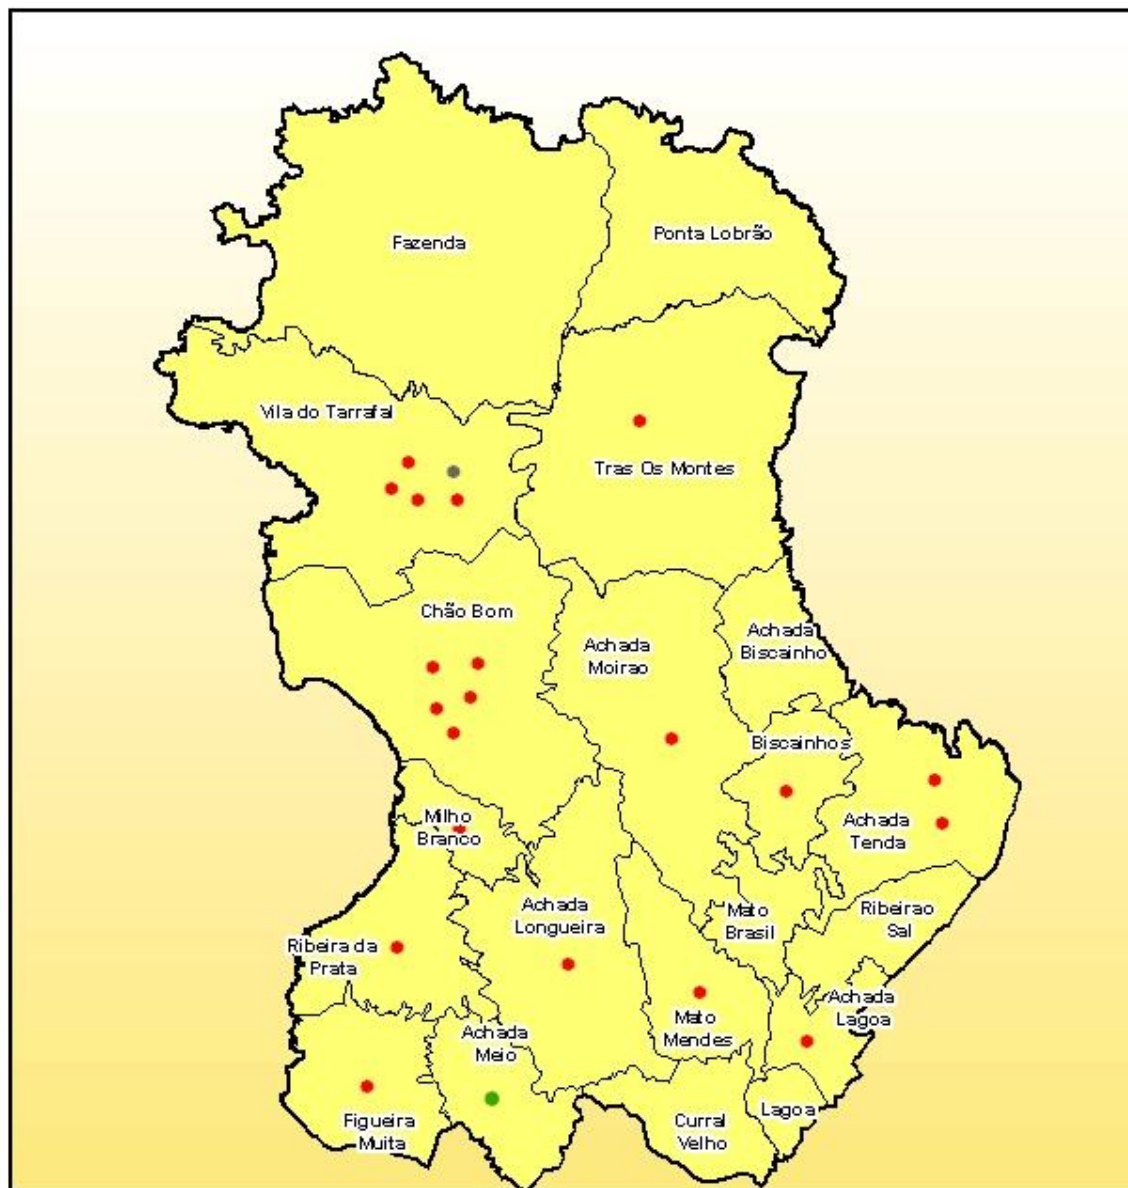 Ponta Lobrão
Fazenda
Vila do Tarrafal
Tras Os Montes
Chão Bom
Achada
Moirao
Achada
Biscainho
Biscainhos
Milho
Branco
Achada
Tenda
Achada
Longueira
Mato
Brasil
Ribeirao
Sal
Ribeira da
Prata
Achada
Lagoa
Mato
Mendes
Achada
Meio
Figueira
Muita
Curral
Velho
Lagoa